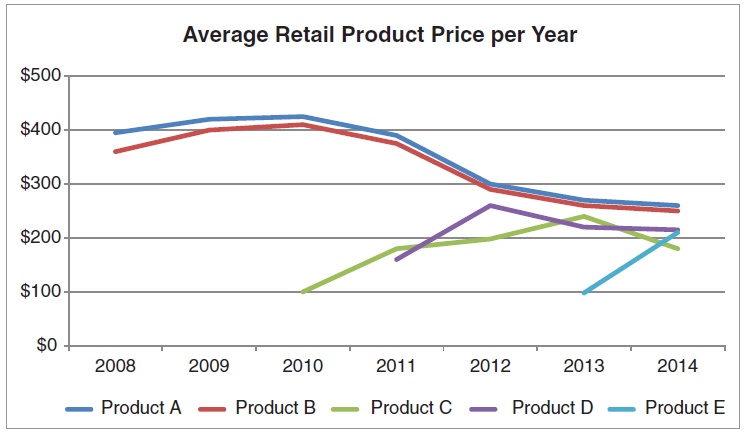 Average Retail Product Price per Year
$500
$400
$300
$200
$100
$0
2008 2009 2010 2011 2012 2013 2014
Product A Product B Product C Product D Product E